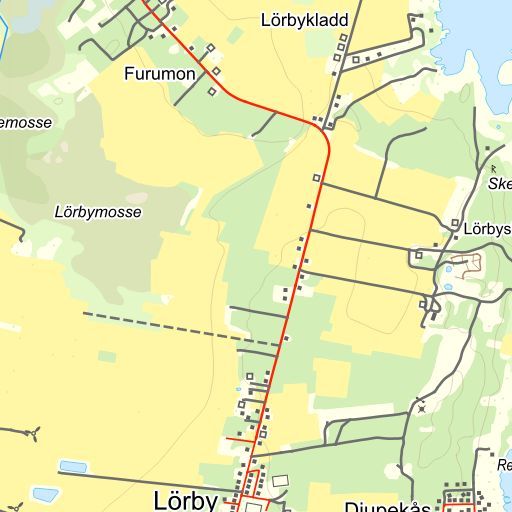 Lörbykladd
Furumon
emosse
Ske
Lörbymosse
Lörbys
Re
Lörby
Djupekås